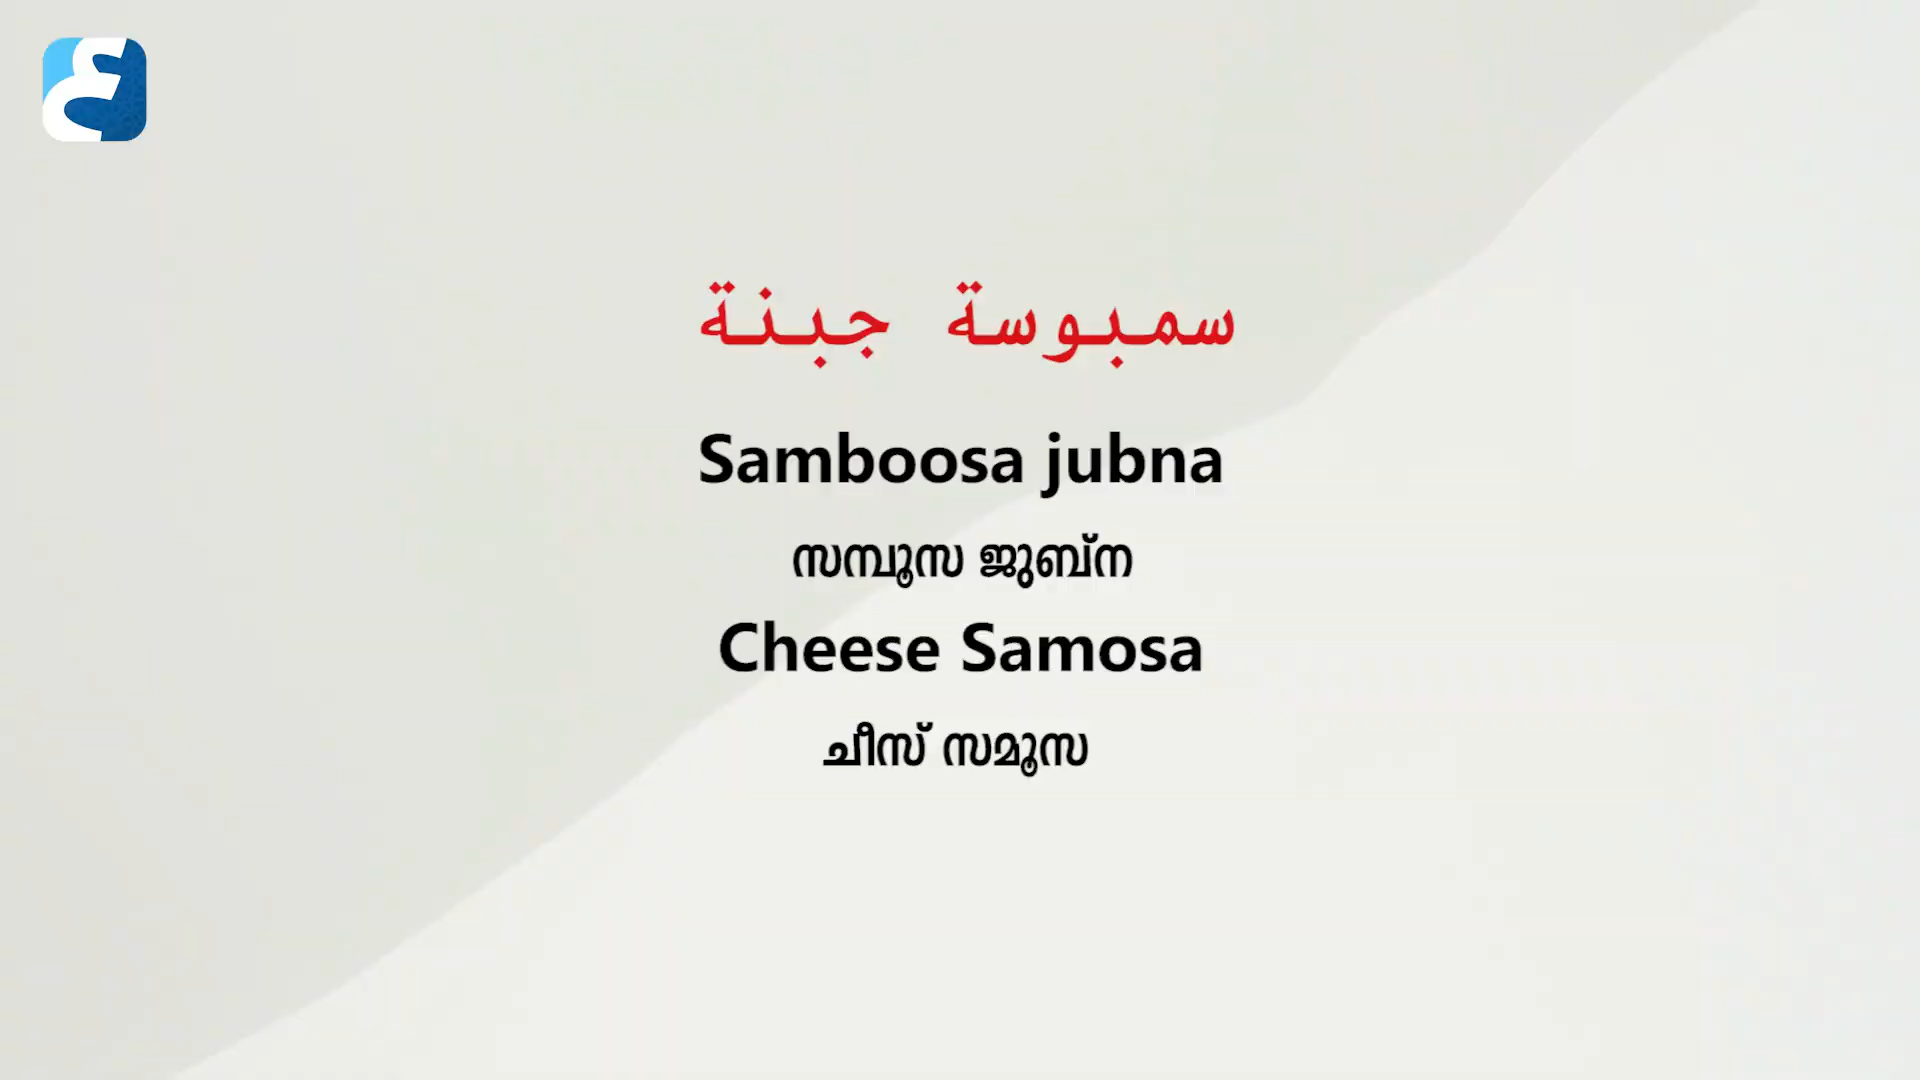 سمبوسة جبنة
Samboosa jubna
സമ്പൂസ ജുബ്ന
Cheese Samosa
ചീസ് സമൂസ